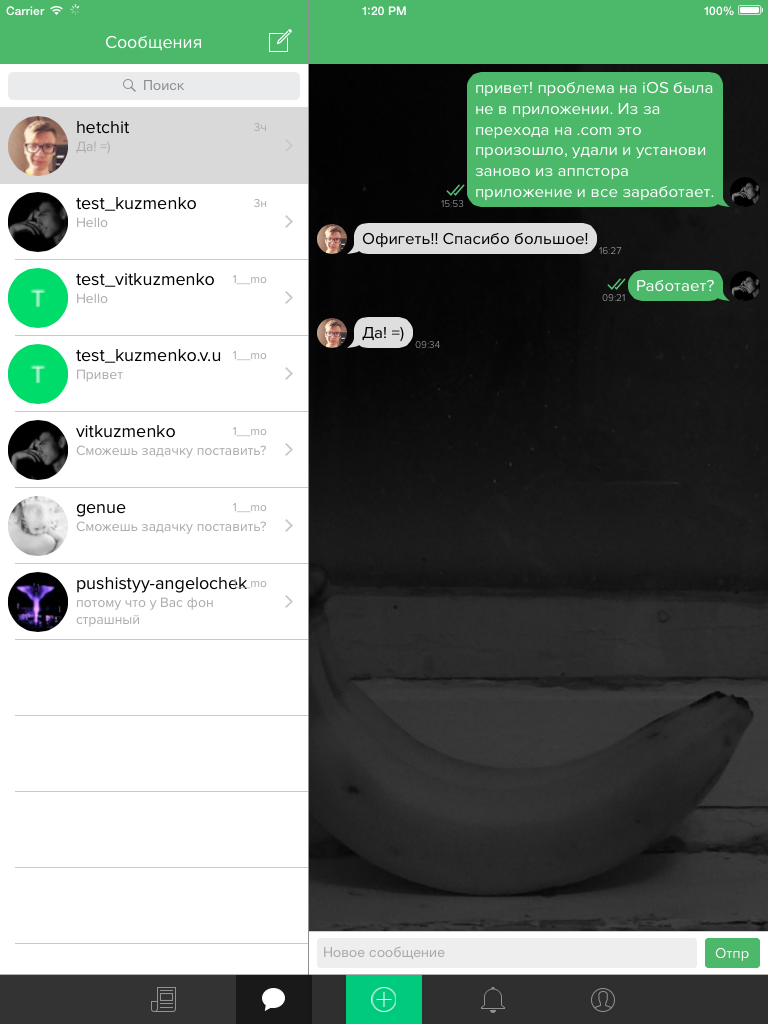 Carrier 1:20 PM 100%
Сообщения
Поиск
hetchit 3ч
Да! =)
test_kuzmenko 3н
Hello
T
test_vitkuzmenko 1__mo
Hello
T
test_kuzmenko.v.u 1__mo
Привет
vitkuzmenko 1__mo
Сможешь задачку поставить?
genue 1__mo
Сможешь задачку поставить?
pushistyy-angelochek _mo
потому что у Вас фон
страшный
привет! проблема на iOS была
не в приложении. Из за
перехода на .com это
произошло, удали и установи
заново из аппстора
приложение и все заработает.
15:53
Офигеть!! Спасибо большое!
16:27
Работает?
09:21
Да! =)
09:34
Новое сообщение
Отпр